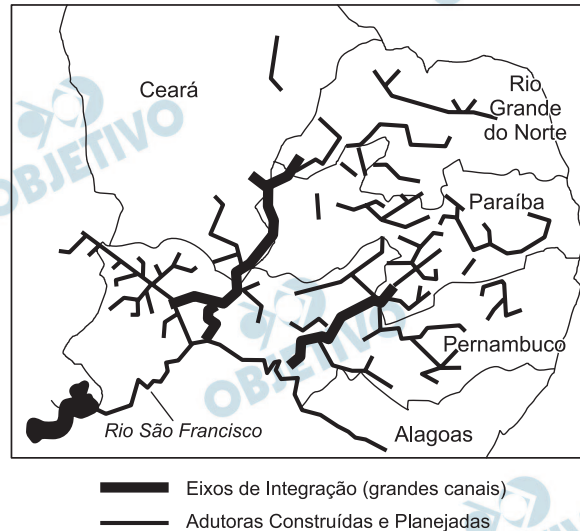 OBJETIVO
Ceará
Rio
Grande
do Norte
OBJETIVO
Paraíba
OBJETIVO
Pernambuco
Rio São Francisco
Alagoas
Eixos de Integração (grandes canais)
Adutoras Construídas e Planejadas